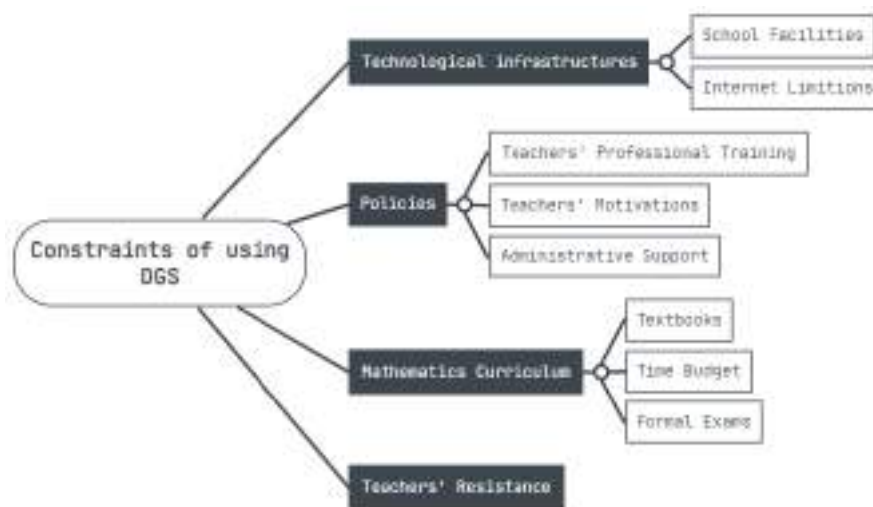 Constraints of using
DGS
Technological infrastructures
School Facilities
Internet Limitions
Policies
Teachers' Professional Training
Teachers' Motivations
Administrative Support
Mathematics Curriculum
Textbooks
Time Budget
Formal Exams
Teachers' Resistance